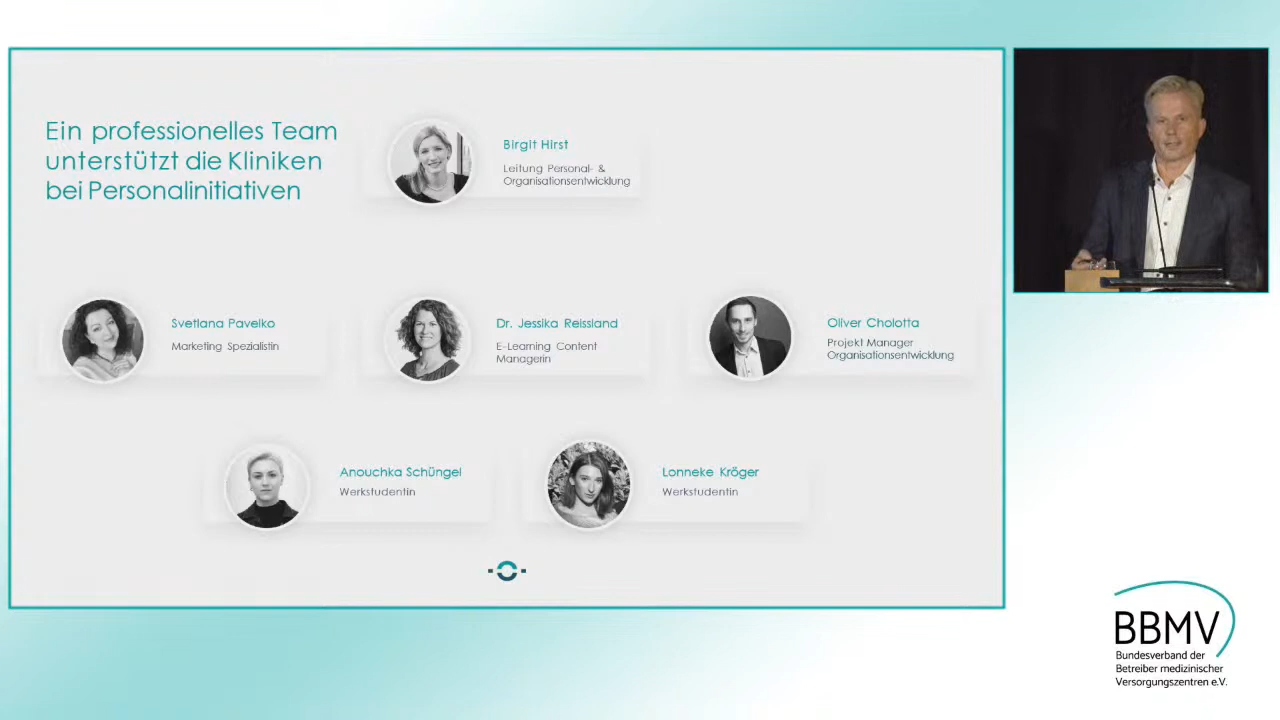 Ein professionelles Team
unterstützt die Kliniken
bei Personalinitiativen
Birgit Hirst
Leitung Personal- &
Organisationsentwicklung
Svetlana Pavelko
Marketing Spezialistin
Dr. Jessika Reissland
E-Learning Content
Managerin
Oliver Cholotta
Projekt Manager
Organisationsentwicklung
Anouchka Schüngel
Werkstudentin
Lonneke Kröger
Werkstudentin
BBMV
Bundesverband der
Betreiber medizinischer
Versorgungszentren e.V.